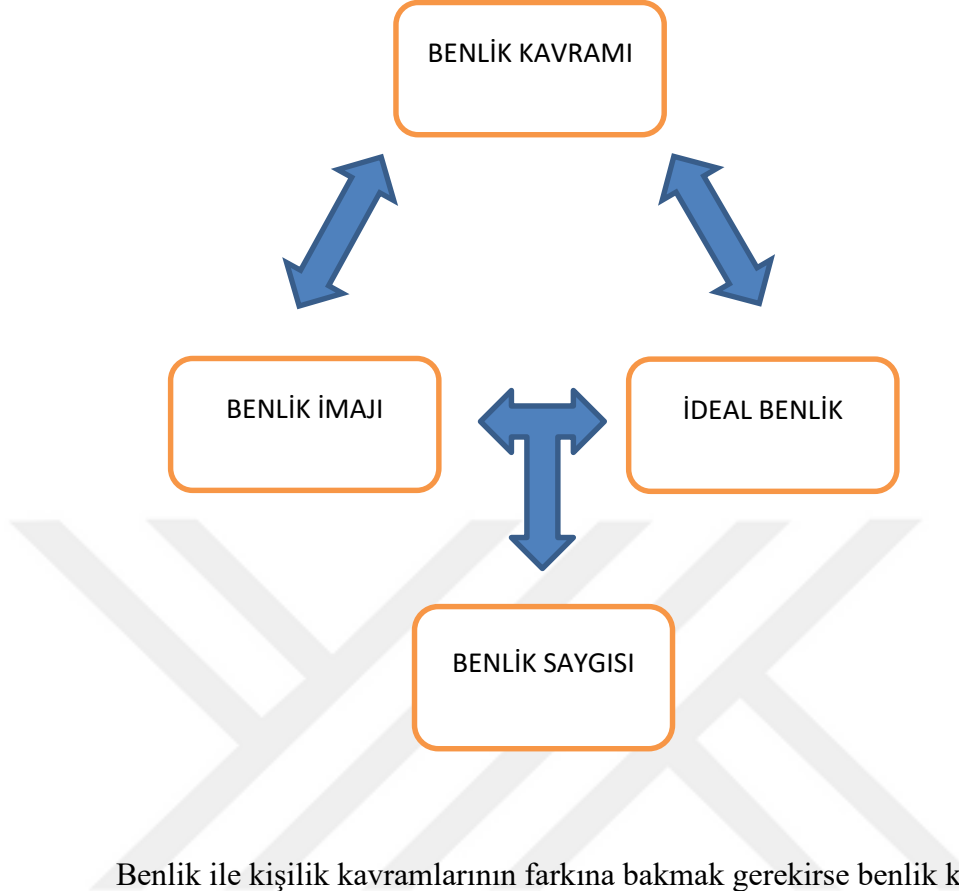 BENLİK KAVRAMI
BENLİK İMAJI
İDEAL BENLİK
BENLİK SAYGISI
Benlik ile kişilik kavramlarının farkına bakmak gerekirse benlik k